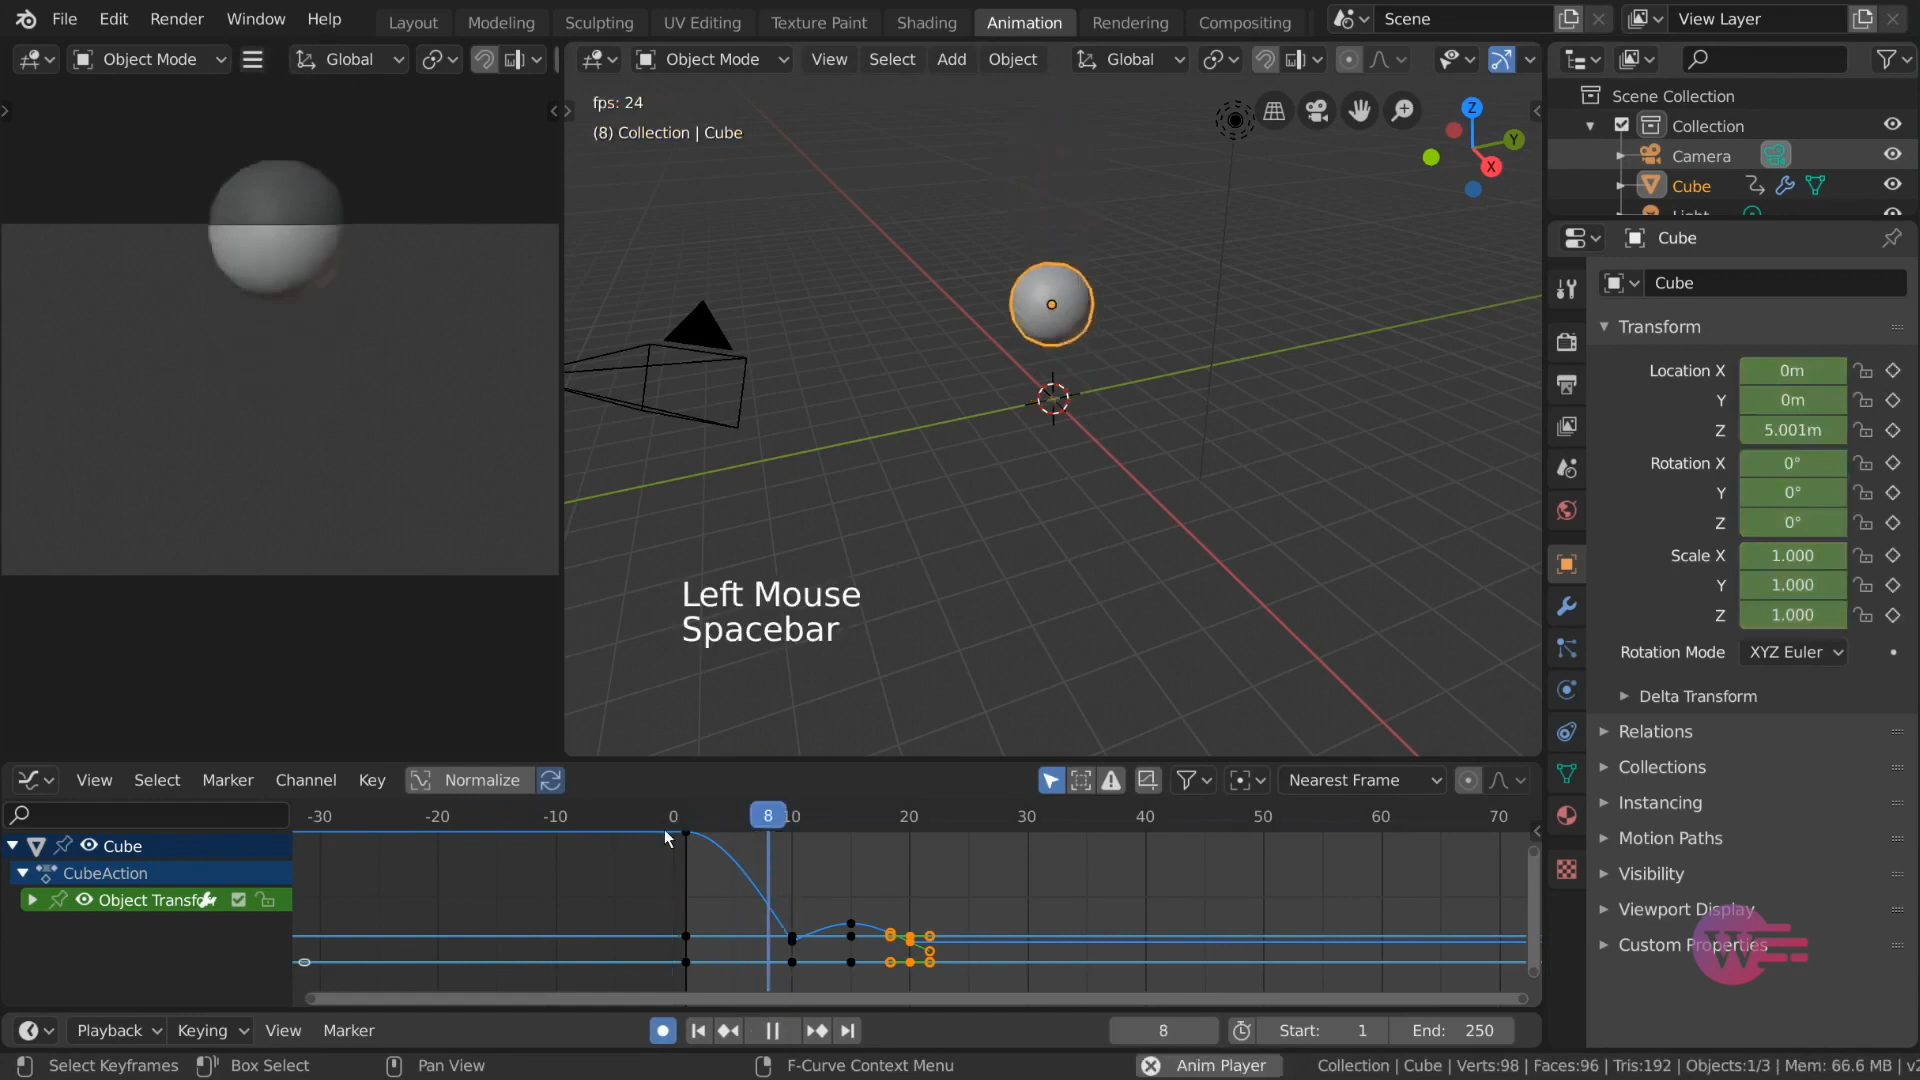 File Edit Render Window Help Layout Modeling Sculpting UV Editing Texture Paint Shading Animation Rendering Compositing Scene View Layer
Object Mode Global Object Mode View Select Add Object Global
fps: 24
(8) Collection | Cube
Z
Y
X
Left Mouse
Spacebar
Scene Collection
Collection
Camera
Cube
Light
Cube
Cube
Transform
Location X 0m
Y 0m
Z 5.001m
Rotation X 0°
Y 0°
Z 0°
Scale X 1.000
Y 1.000
Z 1.000
Rotation Mode XYZ Euler
Delta Transform
Relations
Collections
Instancing
Motion Paths
Visibility
Viewport Display
Custom Properties
W
View Select Marker Channel Key Normalize Nearest Frame
-30 -20 -10 0 8 10 20 30 40 50 60 70
Cube
CubeAction
Object Transfor
Playback Keying View Marker 8 Start: 1 End: 250
Select Keyframes Box Select Pan View F-Curve Context Menu Anim Player Collection | Cube | Verts:98 | Faces:96 | Tris:192 | Objects:1/3 | Mem: 66.6 MB | v2